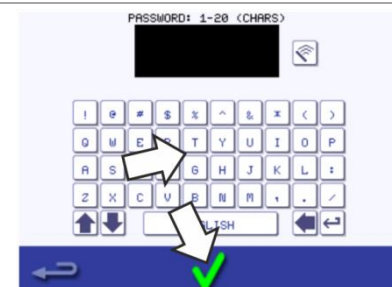 PASSWORD: 1-20 (CHARS)
! @ # $ % ^ & * ( )
Q W E R T Y U I O P
A S G H J K L :
Z X C V B N M , . /